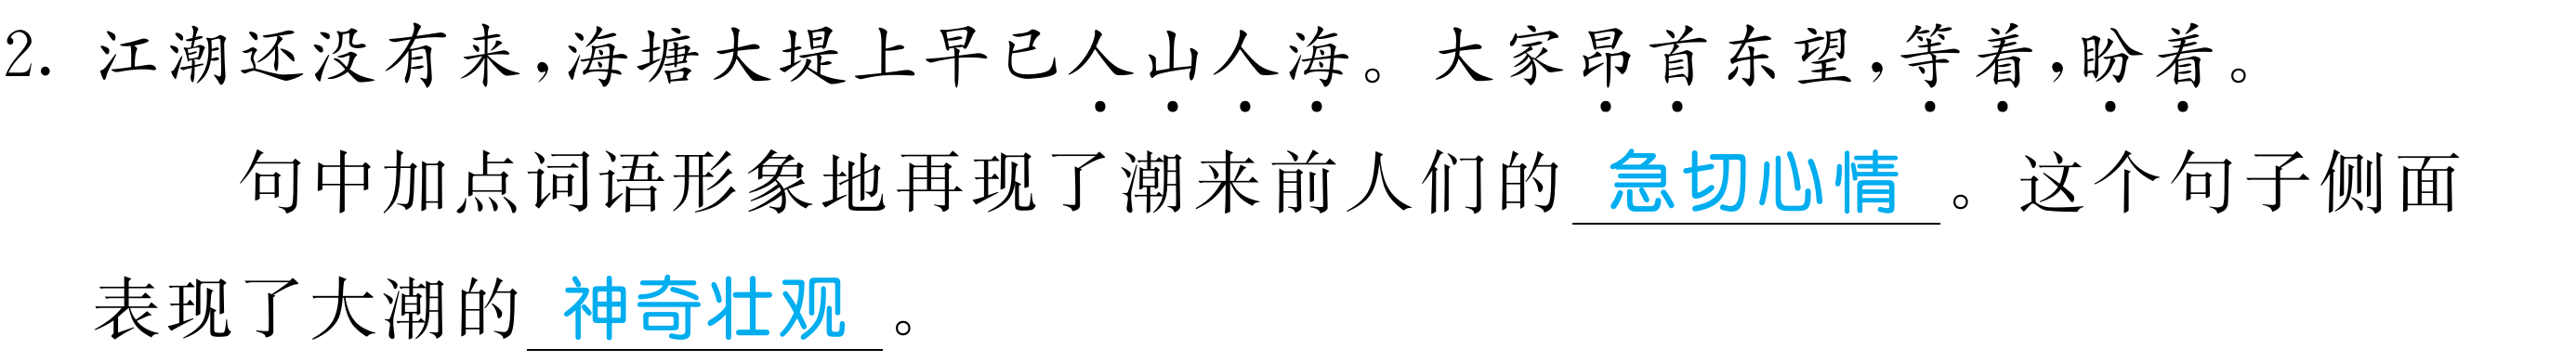 2. 江潮还没有来,海塘大堤上早已人山人海。大家昂首东望,等着,盼着。
句中加点词语形象地再现了潮来前人们的 急切心情 。这个句子侧面
表现了大潮的 神奇壮观 。